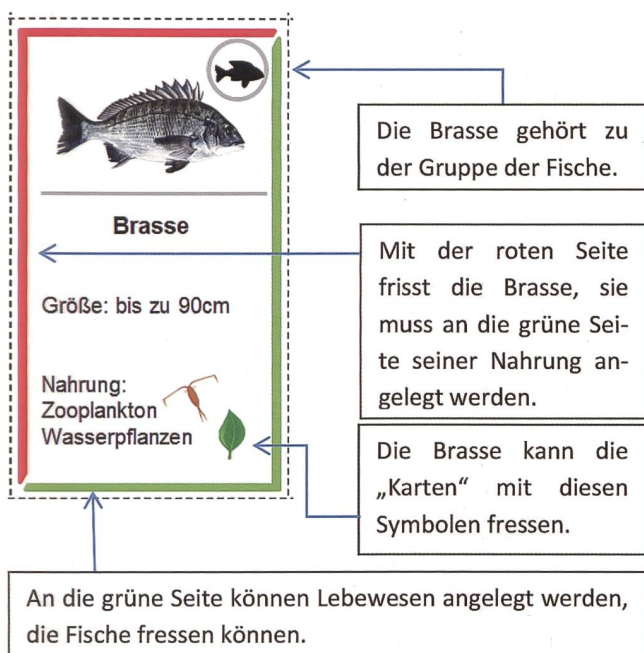 Die Brasse gehört zu
der Gruppe der Fische.
Brasse
Mit der roten Seite
frisst die Brasse, sie
muss an die grüne Sei-
te seiner Nahrung an-
gelegt werden.
Größe: bis zu 90cm
Nahrung:
Zooplankton
Wasserpflanzen
Die Brasse kann die
„Karten“ mit diesen
Symbolen fressen.
An die grüne Seite können Lebewesen angelegt werden,
die Fische fressen können.